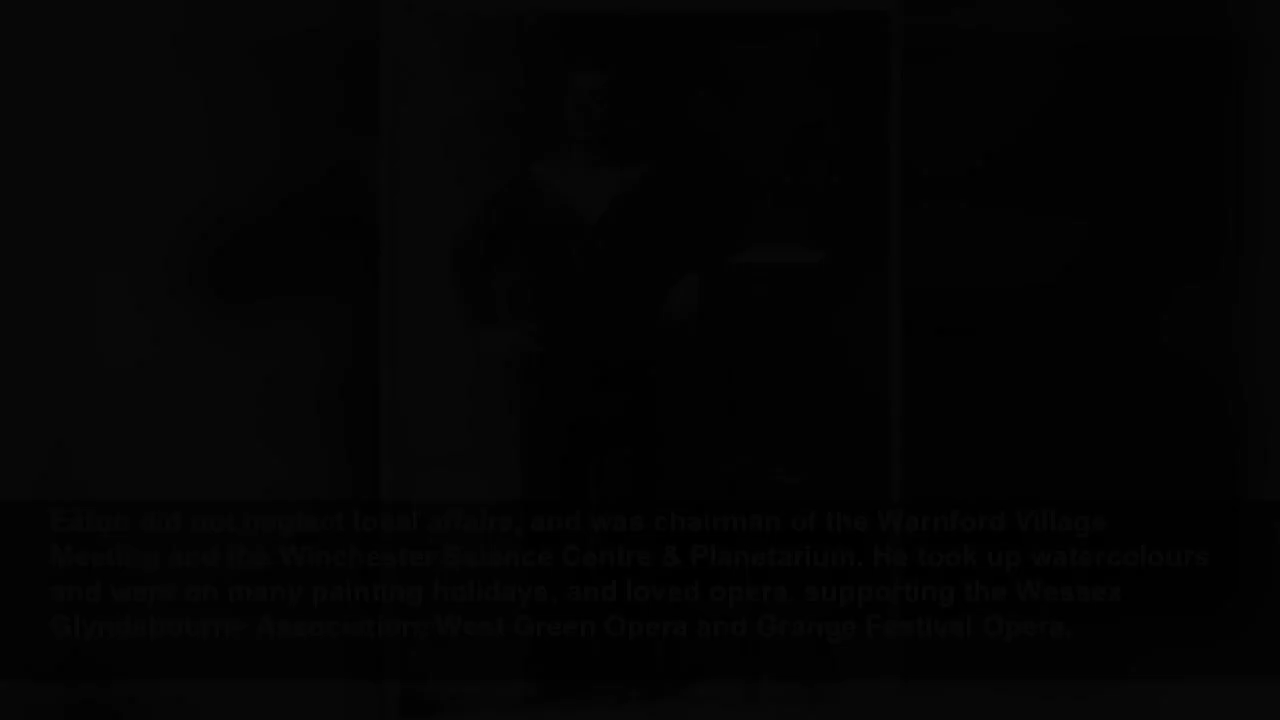 Eaton did not neglect local affairs, and was chairman of the Warnford Village
Meeting and the Winchester Science Centre & Planetarium. He took up watercolours
and went on many painting holidays, and loved opera, supporting the Wessex
Glyndebourne Association, West Green Opera and Grange Festival Opera.